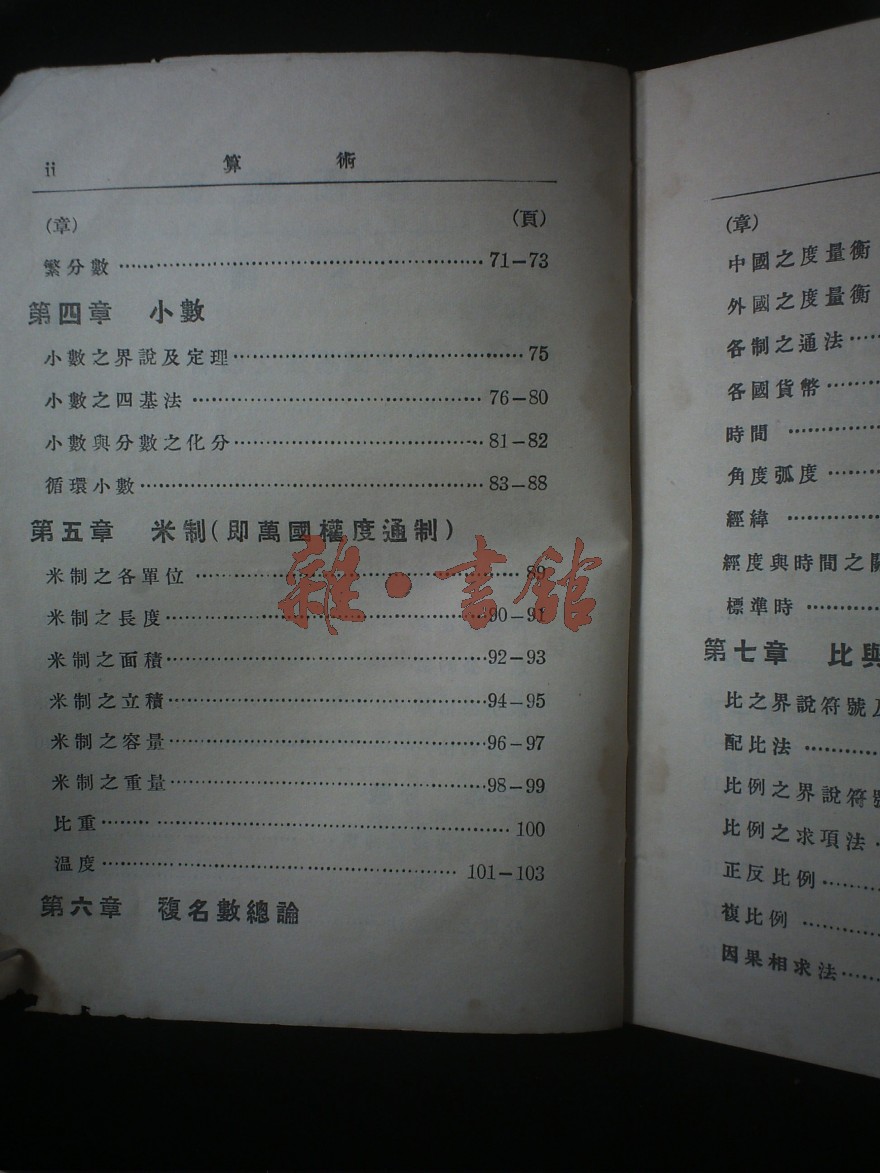 ii 算術
(章) (頁)
繁分數 71—73
第四章 小數
小數之界說及定理 75
小數之四基法 76—80
小數與分數之化分 81—82
循環小數 83—88
第五章 米制(即萬國權度通制)
米制之各單位 89
米制之長度 90—91
米制之面積 92—93
米制之立積 94—95
米制之容量 96—97
米制之重量 98—99
比重 100
温度 101—103
第六章 複名數總論
雜·書館
(章)
中國之度量衡
外國之度量衡
各制之通法
各國貨幣
時間
角度弧度
經緯
經度與時間之關
標準時
第七章 比與
比之界說符號及
配比法
比例之界說符號
比例之求項法
正反比例
複比例
因果相求法